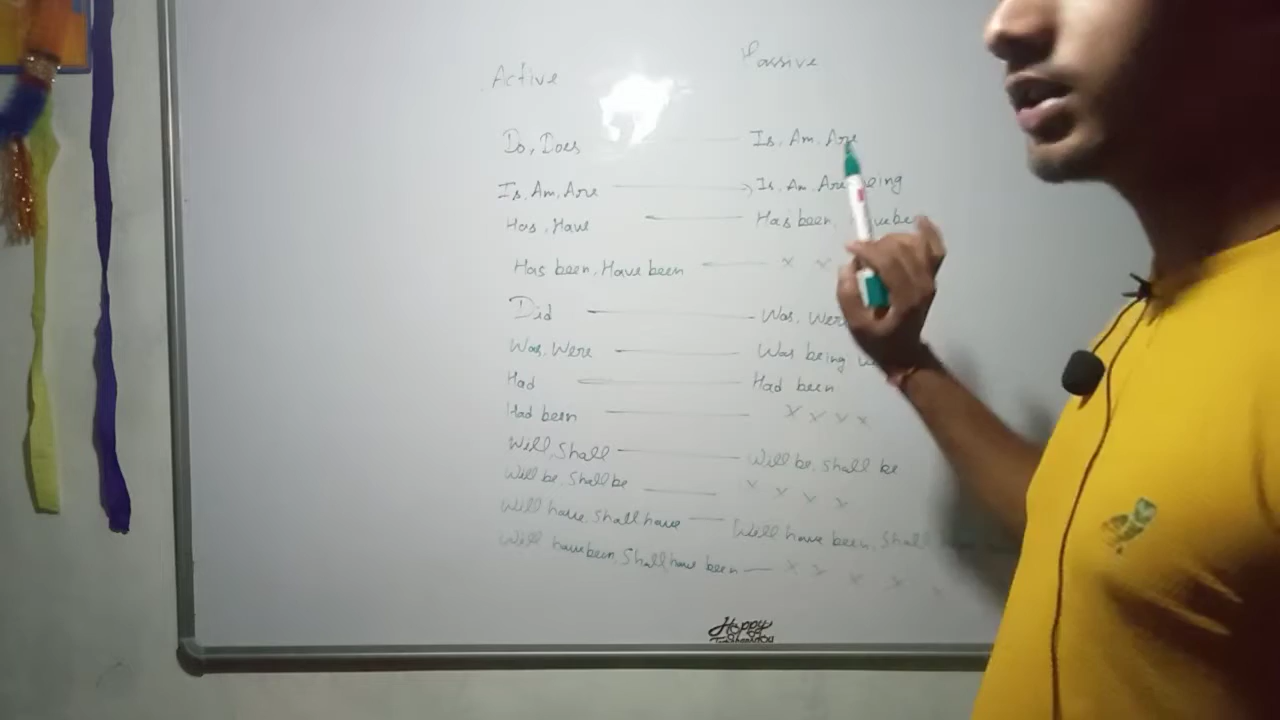 Active Passive
Do, Does Is, Am, Are
Is, Am, Are Is, Am, Are being
Has, Have Has been,
Has been, Have been x x
Did Was, Were
Was, Were Was being
Had Had been
Had been x x x x
Will, Shall Will be, Shall be
Will be, Shall be x x x x
Will have, Shall have Will have been, Shall
Will have been, Shall have been x x x x
Happy